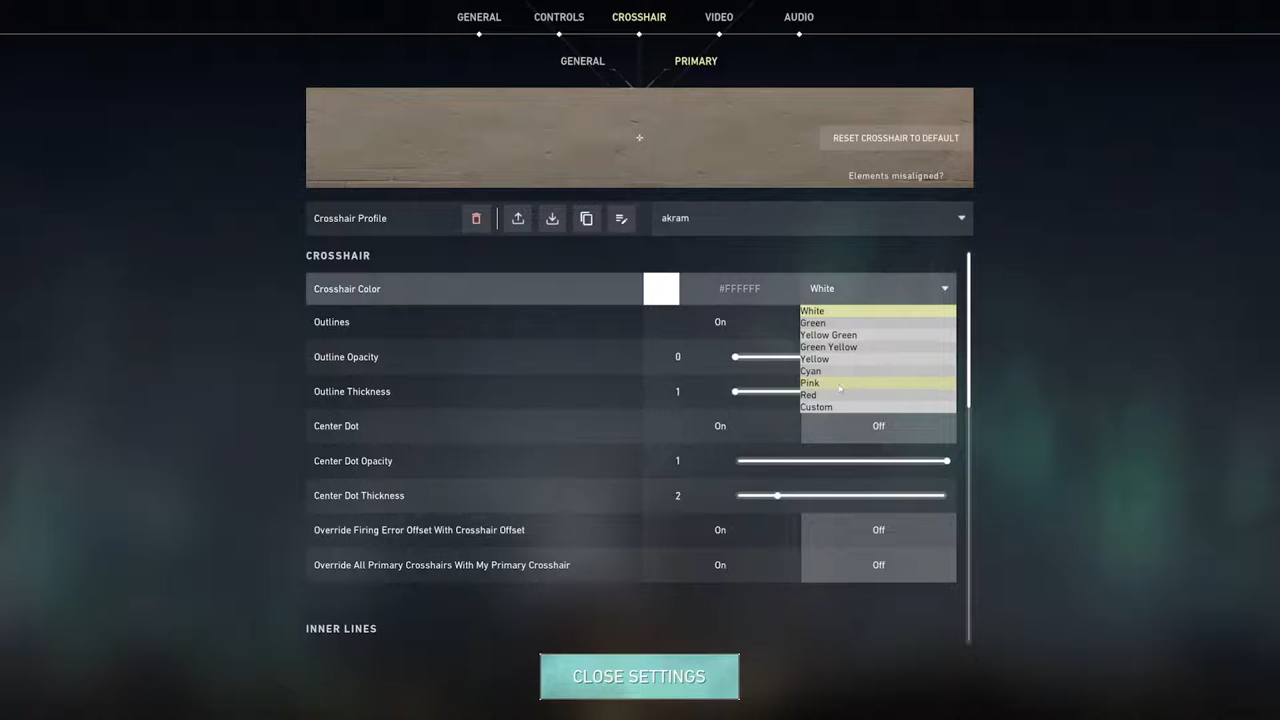 GENERAL CONTROLS CROSSHAIR VIDEO AUDIO
GENERAL PRIMARY
RESET CROSSHAIR TO DEFAULT
Elements misaligned?
Crosshair Profile akram
CROSSHAIR
Crosshair Color #FFFFFF White
White
Outlines On
Green
Yellow Green
Green Yellow
Outline Opacity 0
Yellow
Cyan
Pink
Outline Thickness 1
Red
Custom
Center Dot On Off
Center Dot Opacity 1
Center Dot Thickness 2
Override Firing Error Offset With Crosshair Offset On Off
Override All Primary Crosshairs With My Primary Crosshair On Off
INNER LINES
CLOSE SETTINGS